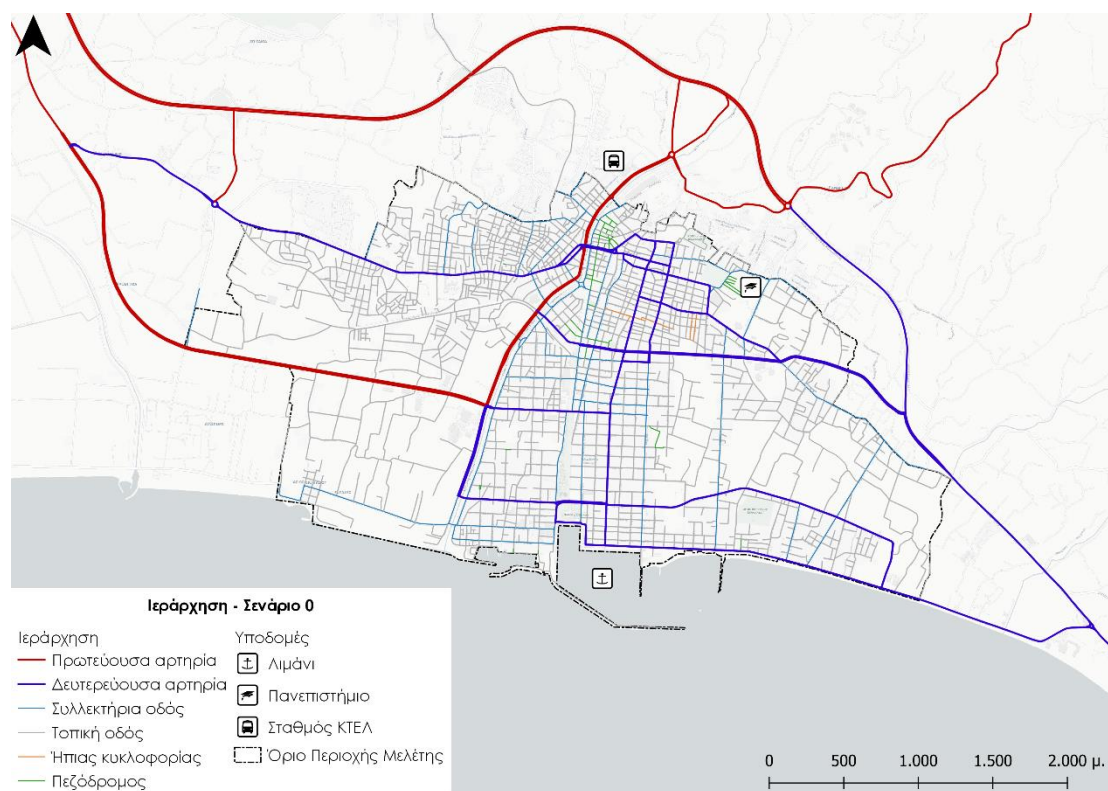 Ιεράρχηση - Σενάριο 0
Ιεράρχηση
Πρωτεύουσα αρτηρία
Δευτερεύουσα αρτηρία
Συλλεκτήρια οδός
Τοπική οδός
Ήπιας κυκλοφορίας
Πεζόδρομος
Υποδομές
Λιμάνι
Πανεπιστήμιο
Σταθμός ΚΤΕΛ
Όριο Περιοχής Μελέτης
0 500 1.000 1.500 2.000 μ.